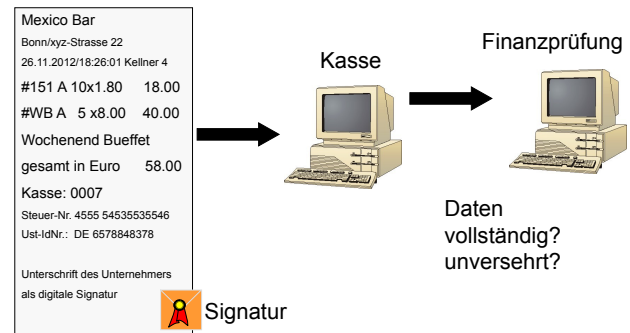 Mexico Bar
Bonn/xyz-Strasse 22
26.11.2012/18:26:01 Kellner 4
#151 A 10x1.80 18.00
#WB A 5 x8.00 40.00
Wochenend Bueffet
gesamt in Euro 58.00
Kasse: 0007
Steuer-Nr. 4555 54535535546
Ust-IdNr.: DE 6578848378
Unterschrift des Unternehmers
als digitale Signatur
Signatur
Kasse
Finanzprüfung
Daten
vollständig?
unversehrt?